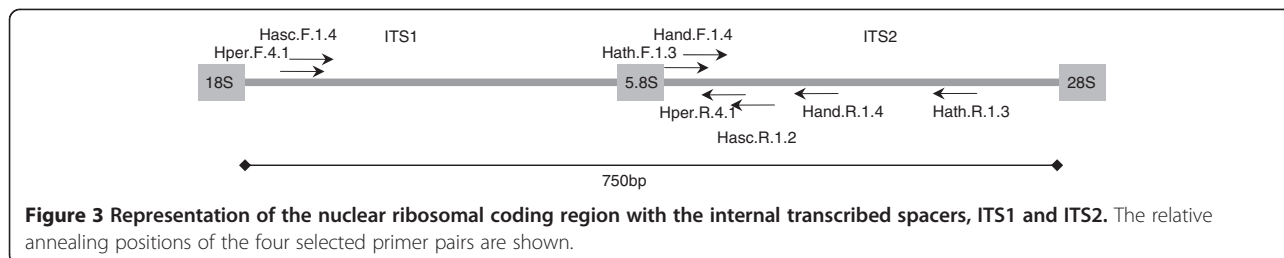 Hasc.F.1.4 ITS1 Hand.F.1.4 ITS2
Hper.F.4.1 Hath.F.1.3
18S 5.8S 28S
Hper.R.4.1 Hand.R.1.4 Hath.R.1.3
Hasc.R.1.2
750bp
Figure 3 Representation of the nuclear ribosomal coding region with the internal transcribed spacers, ITS1 and ITS2. The relative
annealing positions of the four selected primer pairs are shown.